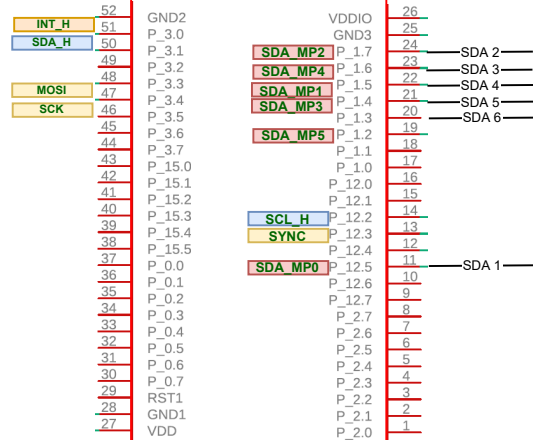 52 GND2
INT_H 51 P_3.0
SDA_H 50 P_3.1
49 P_3.2
48 P_3.3
MOSI 47 P_3.4
SCK 46 P_3.5
45 P_3.6
44 P_3.7
43 P_15.0
42 P_15.1
41 P_15.2
40 P_15.3
39 P_15.4
38 P_15.5
37 P_0.0
36 P_0.1
35 P_0.2
34 P_0.3
33 P_0.4
32 P_0.5
31 P_0.6
30 P_0.7
29 RST1
28 GND1
27 VDD
VDDIO 26
GND3 25
SDA_MP2 P_1.7 24 SDA 2
SDA_MP4 P_1.6 23 SDA 3
SDA_MP1 P_1.5 22 SDA 4
SDA_MP3 P_1.4 21 SDA 5
P_1.3 20 SDA 6
SDA_MP5 P_1.2 19
P_1.1 18
P_1.0 17
P_12.0 16
P_12.1 15
SCL_H P_12.2 14
SYNC P_12.3 13
P_12.4 12
SDA_MP0 P_12.5 11 SDA 1
P_12.6 10
P_12.7 9
P_2.7 8
P_2.6 7
P_2.5 6
P_2.4 5
P_2.3 4
P_2.2 3
P_2.1 2
P_2.0 1